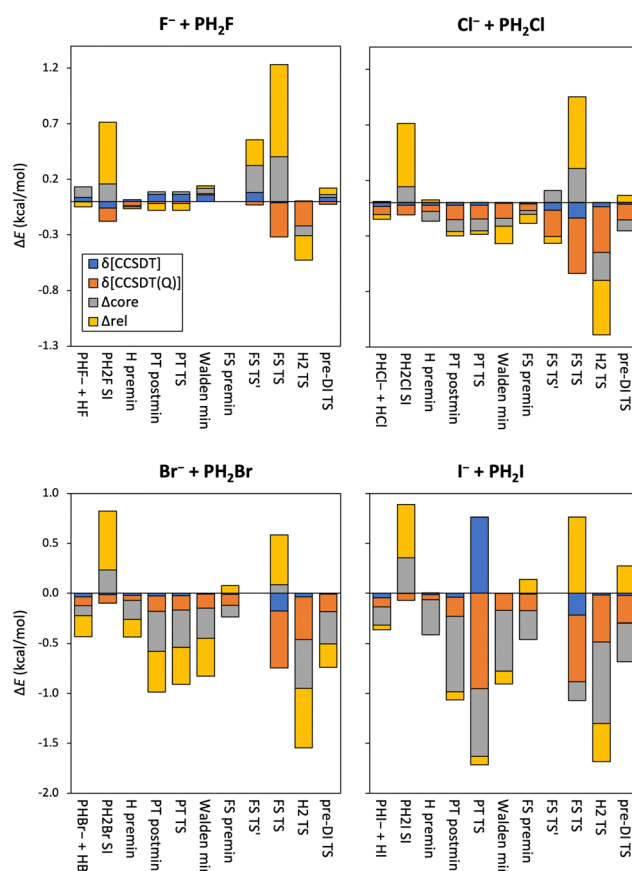 F⁻ + PH₂F
Cl⁻ + PH₂Cl
ΔE (kcal/mol)
1.2
0.7
0.2
-0.3
-0.8
-1.3
δ[CCSDT]
δ[CCSDT(Q)]
Δcore
Δrel
PHF− + HF
PH2F SI
H premin
PT postmin
PT TS
Walden min
FS premin
FS TS'
FS TS
H2 TS
pre-DI TS
PHCl− + HCl
PH2Cl SI
H premin
PT postmin
PT TS
Walden min
FS premin
FS TS'
FS TS
H2 TS
pre-DI TS
Br⁻ + PH₂Br
I⁻ + PH₂I
ΔE (kcal/mol)
1.0
0.5
0.0
-0.5
-1.0
-1.5
-2.0
PHBr− + HB
PH2Br SI
H premin
PT postmin
PT TS
Walden min
FS premin
FS TS'
FS TS
H2 TS
pre-DI TS
PHI− + HI
PH2I SI
H premin
PT postmin
PT TS
Walden min
FS premin
FS TS'
FS TS
H2 TS
pre-DI TS